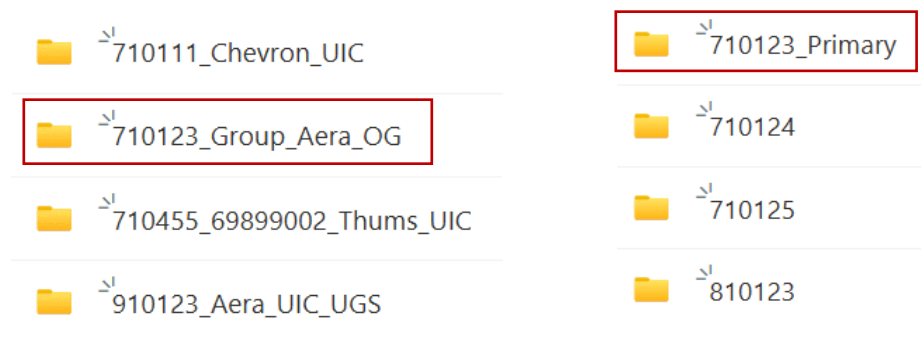 710111_Chevron_UIC
710123_Group_Aera_OG
710455_69899002_Thums_UIC
910123_Aera_UIC_UGS
710123_Primary
710124
710125
810123